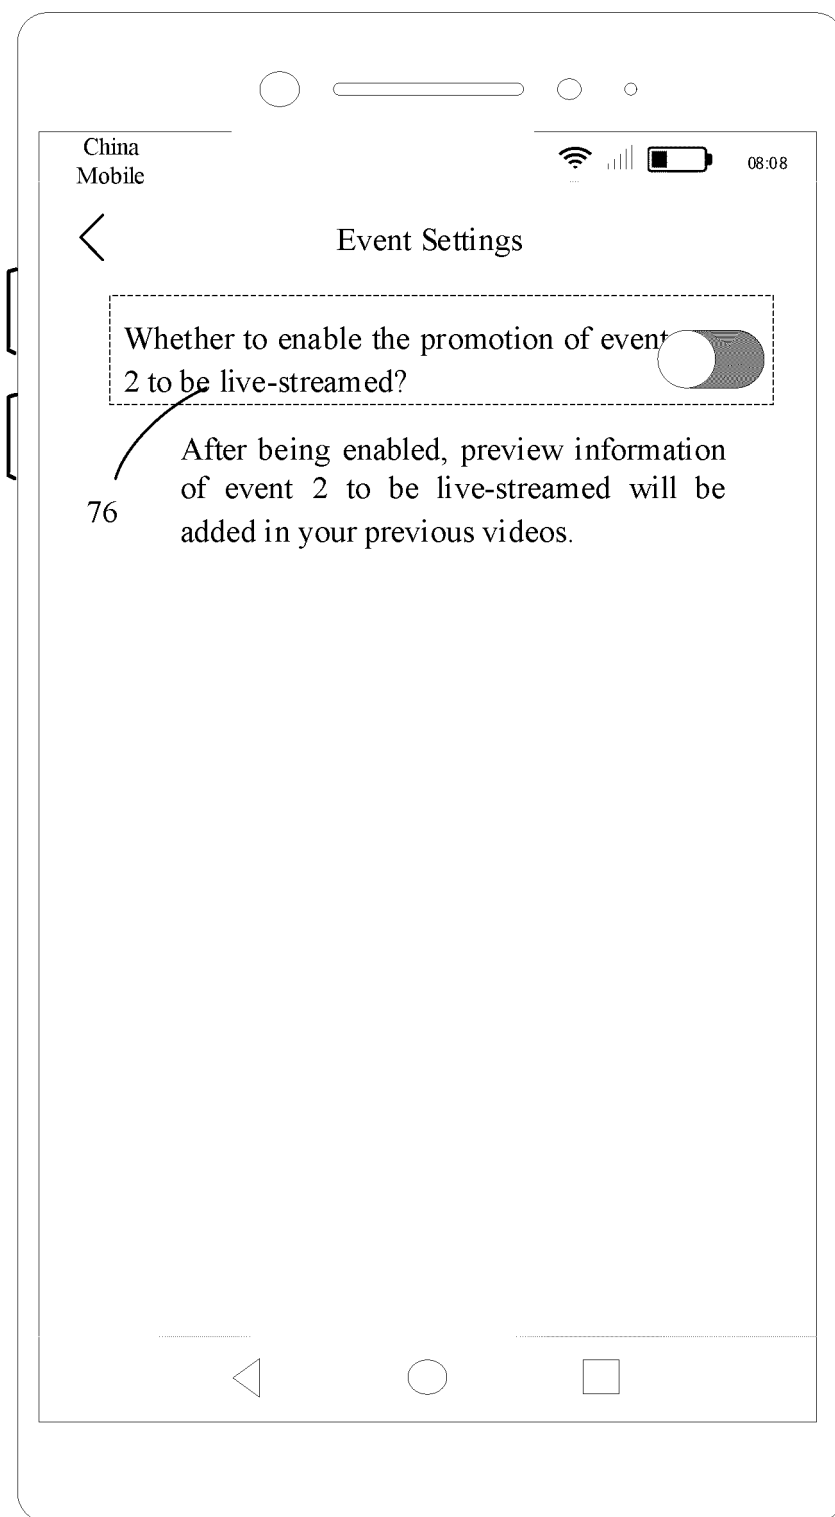 China
Mobile
08:08
Event Settings
Whether to enable the promotion of event
2 to be live-streamed?
After being enabled, preview information
of event 2 to be live-streamed will be
added in your previous videos.
76